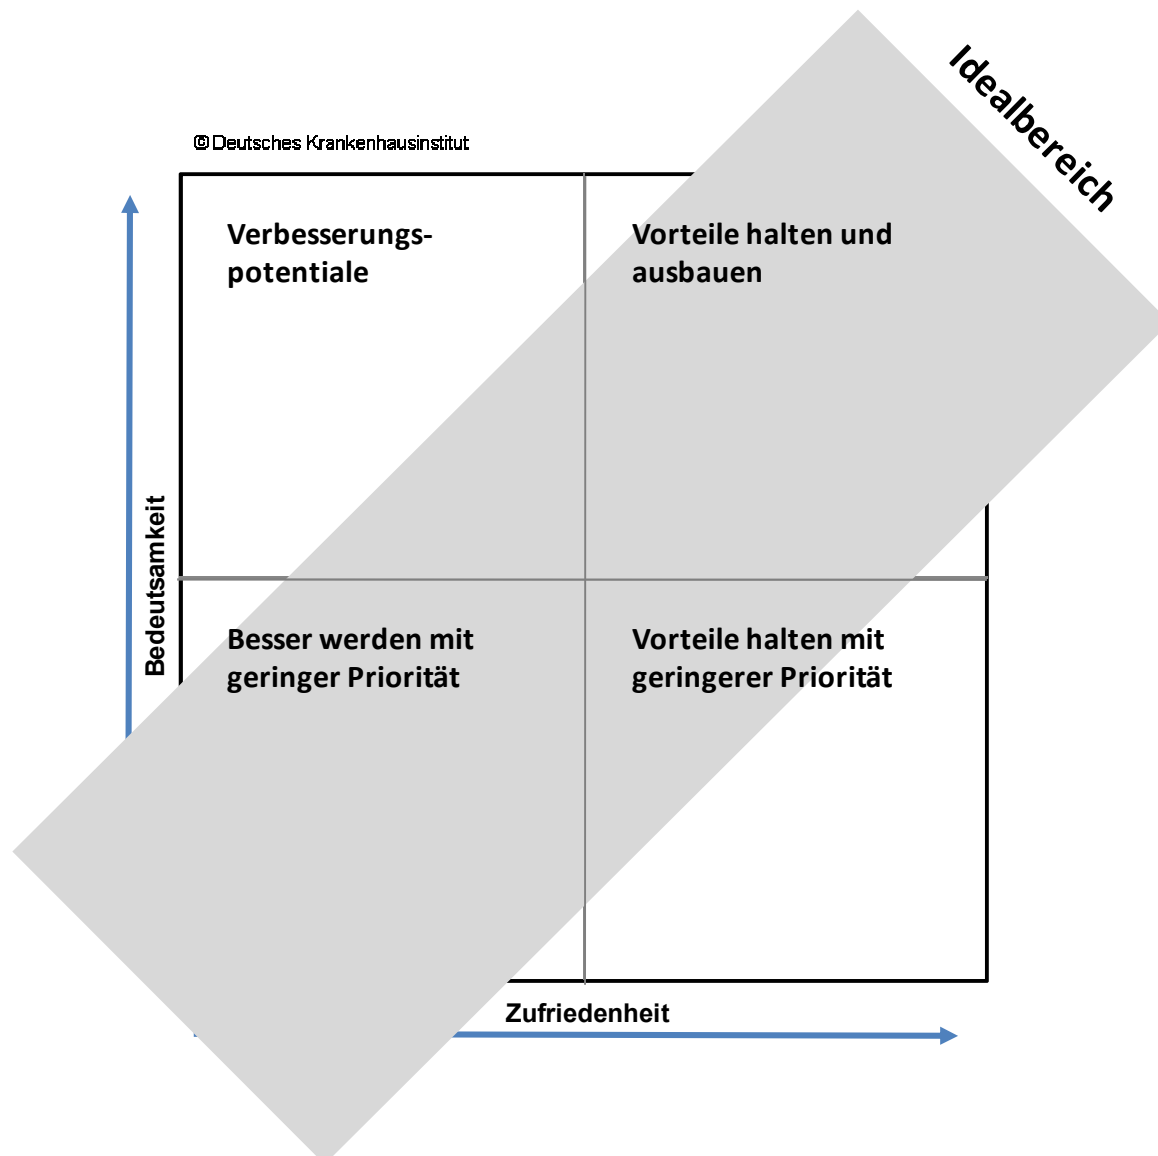 © Deutsches Krankenhausinstitut
Idealbereich
Verbesserungs-
potentiale
Vorteile halten und
ausbauen
Bedeutsamkeit
Besser werden mit
geringer Priorität
Vorteile halten mit
geringerer Priorität
Zufriedenheit